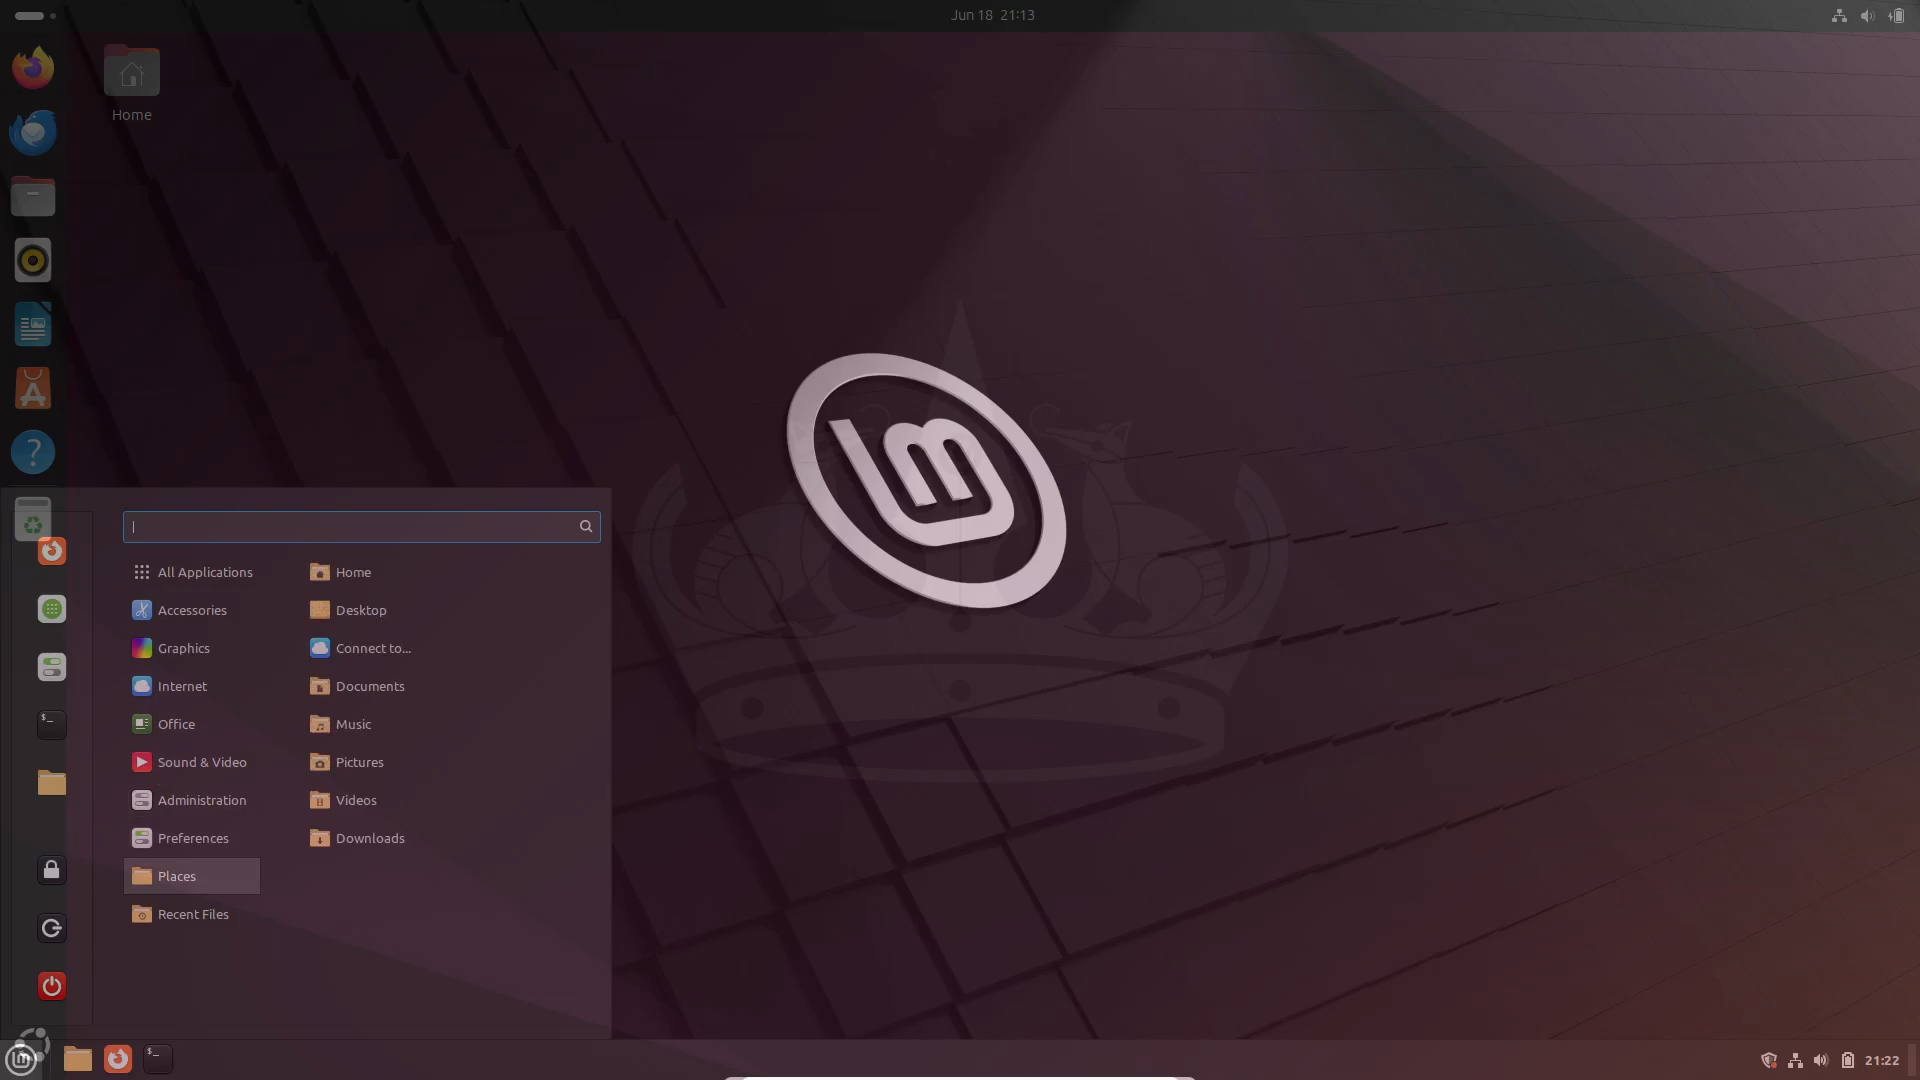 Jun 18 21:13
Home
All Applications
Home
Accessories
Desktop
Graphics
Connect to...
Internet
Documents
Office
Music
Sound & Video
Pictures
Administration
Videos
Preferences
Downloads
Places
Recent Files
21:22